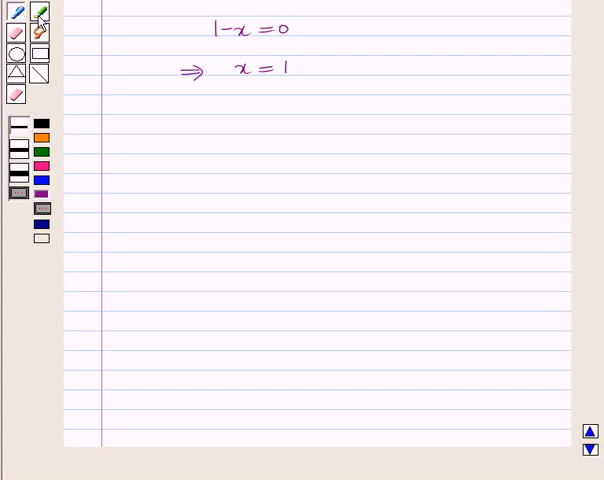 1-x=0
⇒ x=1